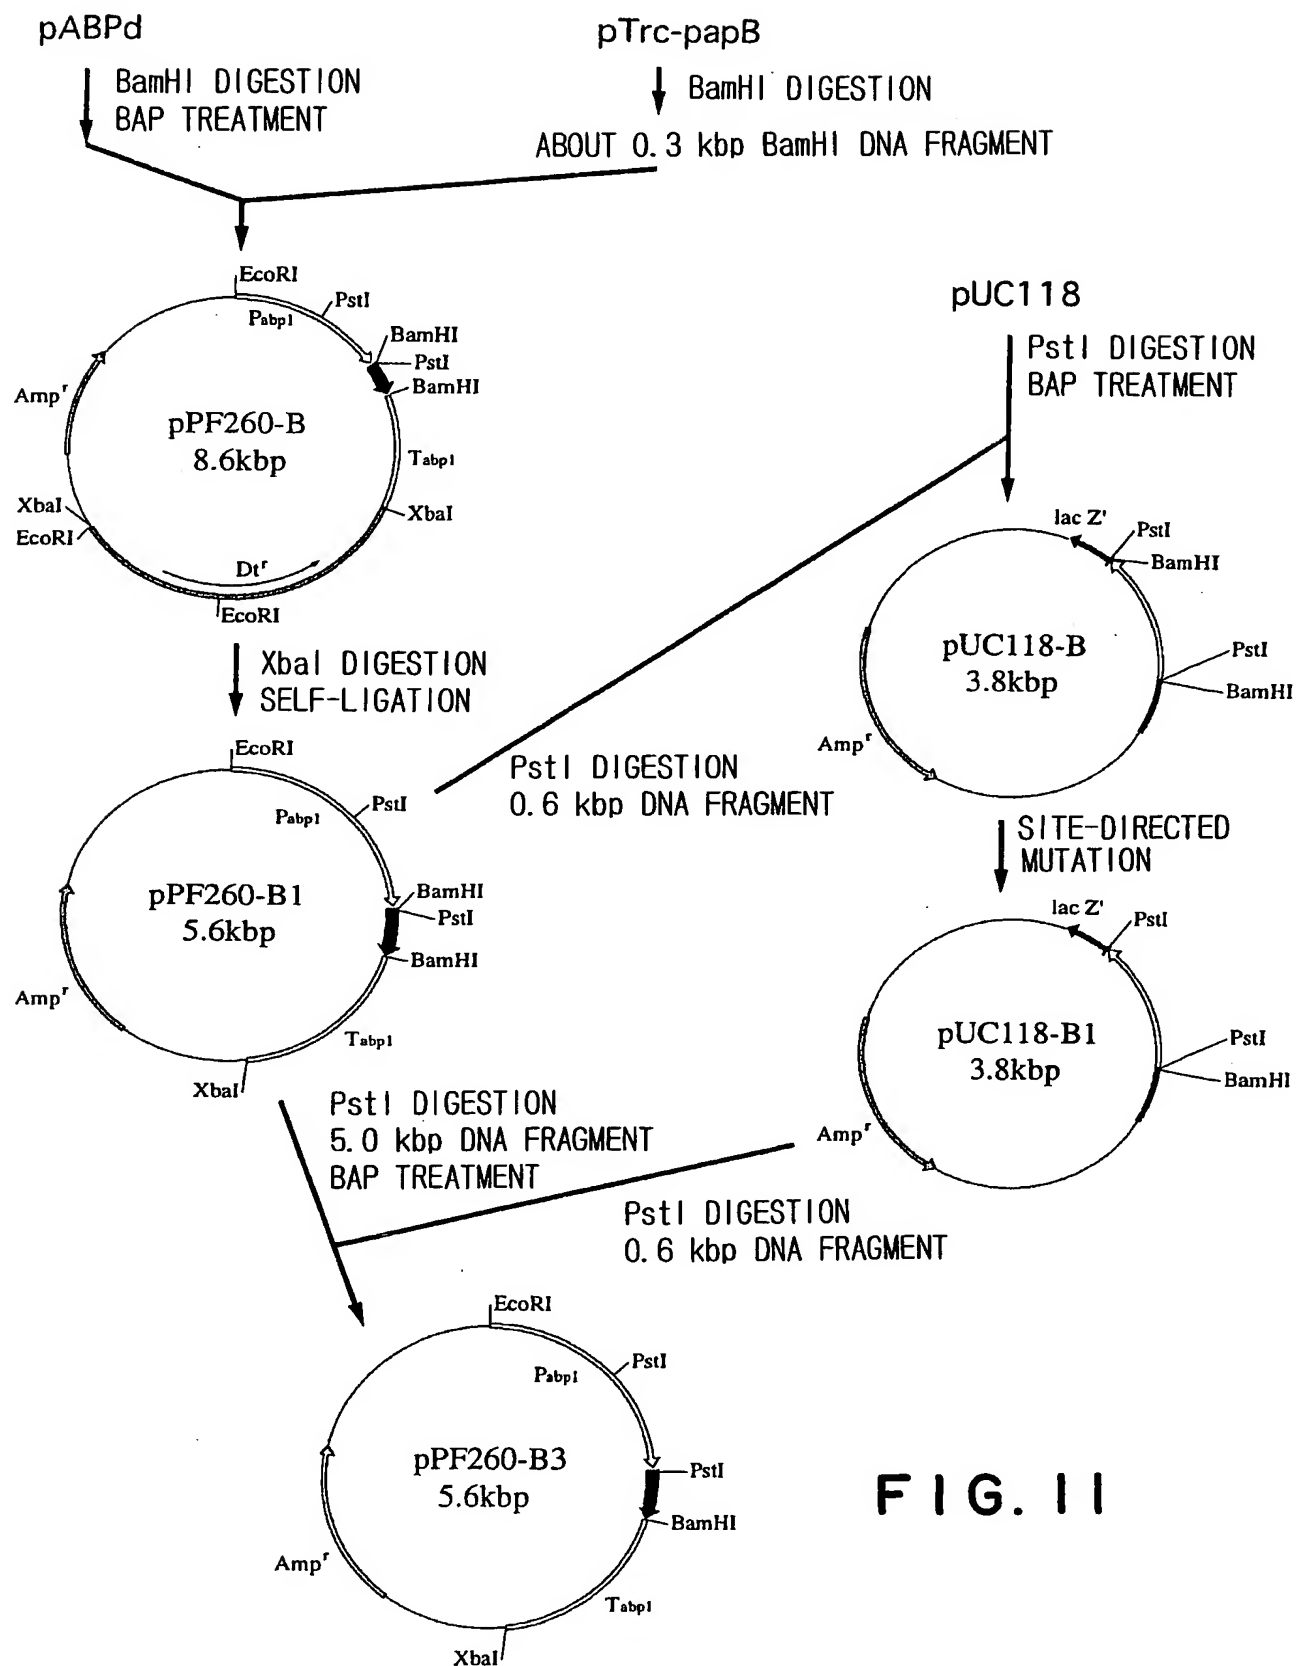 pABPd
pTrc-papB
BamHI DIGESTION
BAP TREATMENT
BamHI DIGESTION
ABOUT 0.3 kbp BamHI DNA FRAGMENT
EcoRI
PstI
Pabp1
BamHI
PstI
BamHI
Ampʳ
pPF260-B
8.6kbp
Tabp1
XbaI
EcoRI
XbaI
Dtʳ
EcoRI
pUC118
PstI DIGESTION
BAP TREATMENT
lac Z'
PstI
BamHI
pUC118-B
3.8kbp
PstI
BamHI
Ampʳ
XbaI DIGESTION
SELF-LIGATION
PstI DIGESTION
0.6 kbp DNA FRAGMENT
SITE-DIRECTED
MUTATION
EcoRI
PstI
Pabp1
pPF260-B1
5.6kbp
BamHI
PstI
BamHI
Ampʳ
Tabp1
XbaI
lac Z'
PstI
pUC118-B1
3.8kbp
PstI
BamHI
Ampʳ
PstI DIGESTION
5.0 kbp DNA FRAGMENT
BAP TREATMENT
PstI DIGESTION
0.6 kbp DNA FRAGMENT
EcoRI
PstI
Pabp1
pPF260-B3
5.6kbp
PstI
BamHI
Ampʳ
Tabp1
XbaI
FIG. 11